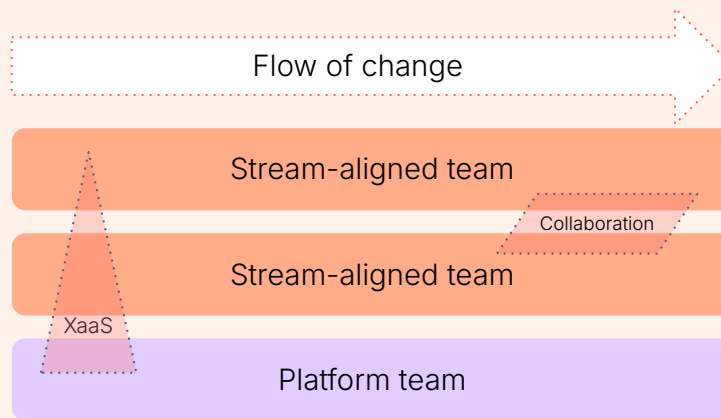 Flow of change
Stream-aligned team
Collaboration
Stream-aligned team
XaaS
Platform team